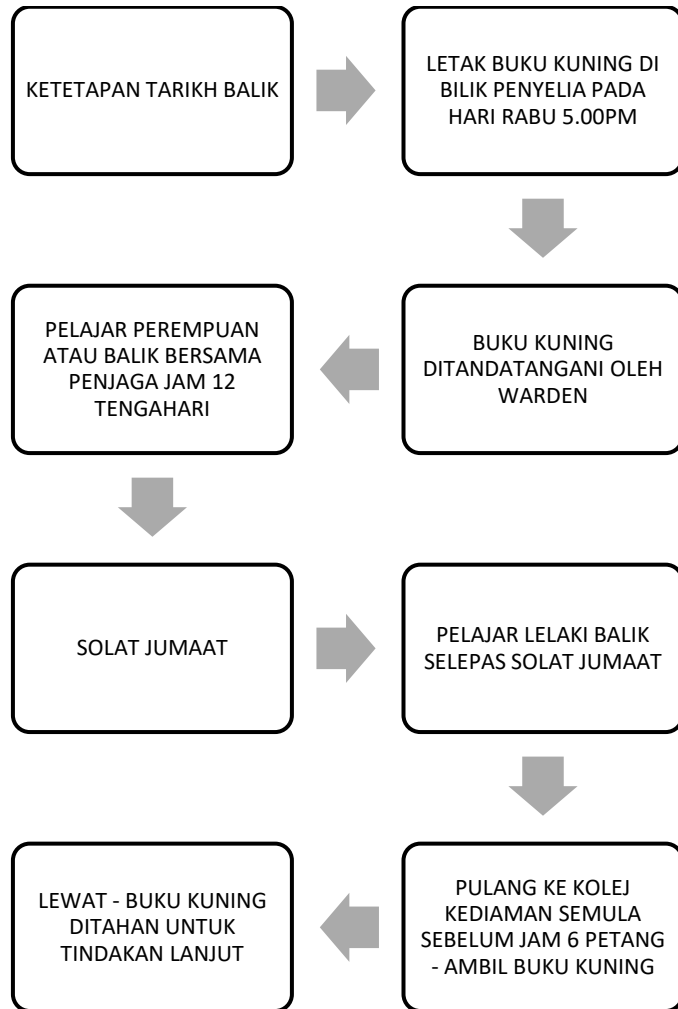 KETETAPAN TARIKH BALIK
LETAK BUKU KUNING DI
BILIK PENYELIA PADA
HARI RABU 5.00PM
BUKU KUNING
DITANDATANGANI OLEH
WARDEN
PELAJAR PEREMPUAN
ATAU BALIK BERSAMA
PENJAGA JAM 12
TENGAHARI
SOLAT JUMAAT
PELAJAR LELAKI BALIK
SELEPAS SOLAT JUMAAT
PULANG KE KOLEJ
KEDIAMAN SEMULA
SEBELUM JAM 6 PETANG
- AMBIL BUKU KUNING
LEWAT - BUKU KUNING
DITAHAN UNTUK
TINDAKAN LANJUT